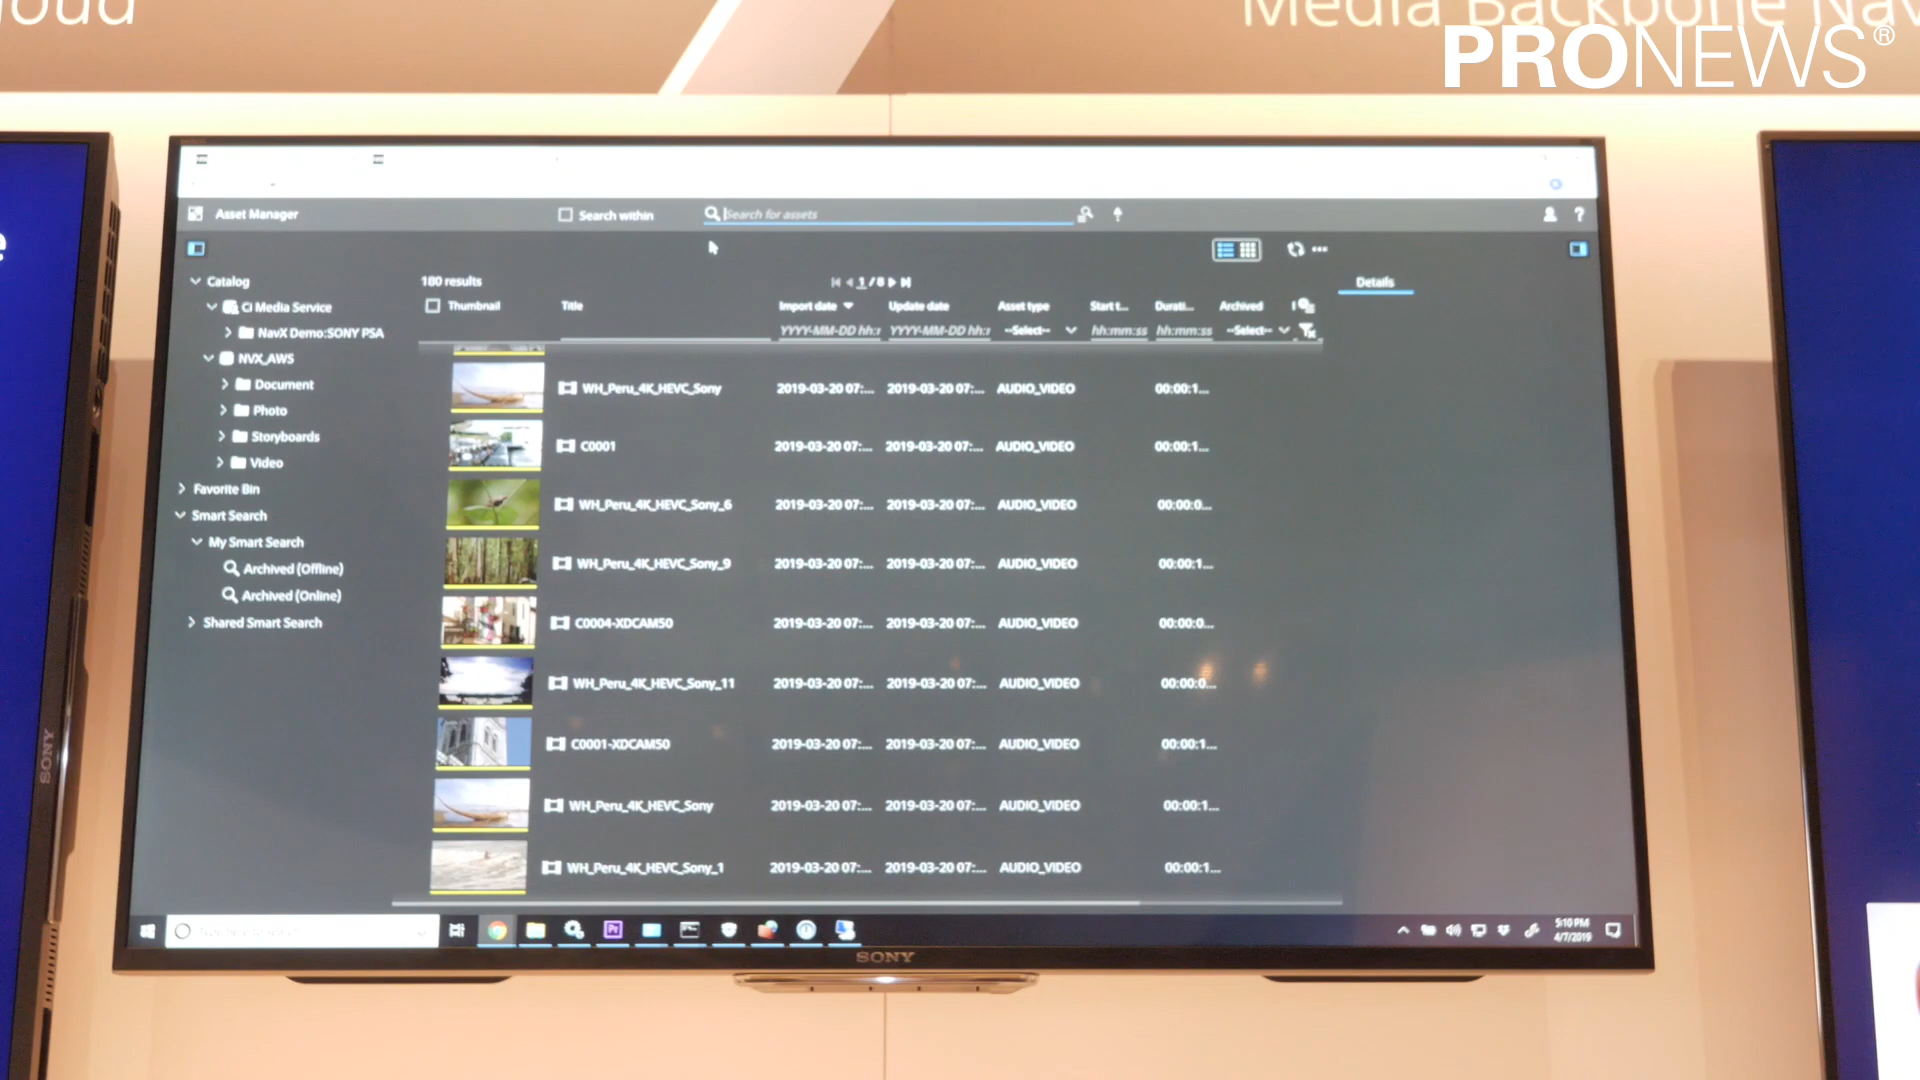 oud
Media Backbone Nav
PRONEWS®
e
Asset Manager
Search within
Search for assets
?
Catalog
Ci Media Service
NavX Demo:SONY PSA
NVX_AWS
Document
Photo
Storyboards
Video
Favorite Bin
Smart Search
My Smart Search
Archived (Offline)
Archived (Online)
Shared Smart Search
180 results
1 / 8
Details
Thumbnail Title Import date Update date Asset type Start t... Durati... Archived
YYYY-MM-DD hh:r YYYY-MM-DD hh:r --Select-- hh:mm:ss hh:mm:ss --Select--
WH_Peru_4K_HEVC_Sony 2019-03-20 07:... 2019-03-20 07:... AUDIO_VIDEO 00:00:1...
C0001 2019-03-20 07:... 2019-03-20 07:... AUDIO_VIDEO 00:00:1...
WH_Peru_4K_HEVC_Sony_6 2019-03-20 07:... 2019-03-20 07:... AUDIO_VIDEO 00:00:0...
WH_Peru_4K_HEVC_Sony_9 2019-03-20 07:... 2019-03-20 07:... AUDIO_VIDEO 00:00:1...
C0004-XDCAM50 2019-03-20 07:... 2019-03-20 07:... AUDIO_VIDEO 00:00:0...
WH_Peru_4K_HEVC_Sony_11 2019-03-20 07:... 2019-03-20 07:... AUDIO_VIDEO 00:00:0...
C0001-XDCAM50 2019-03-20 07:... 2019-03-20 07:... AUDIO_VIDEO 00:00:1...
WH_Peru_4K_HEVC_Sony 2019-03-20 07:... 2019-03-20 07:... AUDIO_VIDEO 00:00:1...
WH_Peru_4K_HEVC_Sony_1 2019-03-20 07:... 2019-03-20 07:... AUDIO_VIDEO 00:00:1...
Pr
5:10 PM
4/7/2019
SONY
SONY